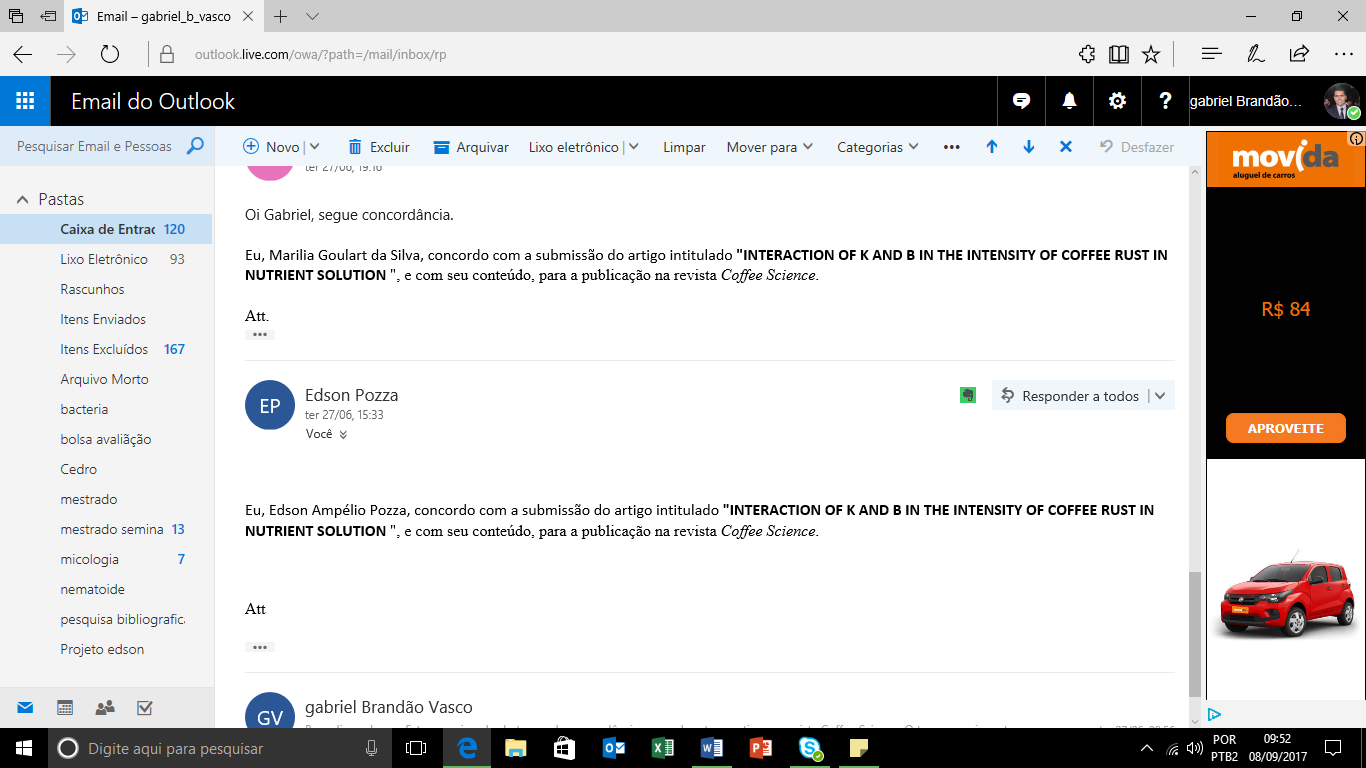 Email – gabriel_b_vasco
outlook.live.com/owa/?path=/mail/inbox/rp
Email do Outlook
gabriel Brandão...
Pesquisar Email e Pessoas
Novo
Excluir
Arquivar
Lixo eletrônico
Limpar
Mover para
Categorias
Desfazer
Pastas
Caixa de Entrac 120
Lixo Eletrônico 93
Rascunhos
Itens Enviados
Itens Excluídos 167
Arquivo Morto
bacteria
bolsa avaliãção
Cedro
mestrado
mestrado semina 13
micologia 7
nematoide
pesquisa bibliografica
Projeto edson
ter 27/06, 19:16
Oi Gabriel, segue concordância.
Eu, Marilia Goulart da Silva, concordo com a submissão do artigo intitulado "INTERACTION OF K AND B IN THE INTENSITY OF COFFEE RUST IN
NUTRIENT SOLUTION ", e com seu conteúdo, para a publicação na revista Coffee Science.
Att.
EP
Edson Pozza
ter 27/06, 15:33
Você
Responder a todos
Eu, Edson Ampélio Pozza, concordo com a submissão do artigo intitulado "INTERACTION OF K AND B IN THE INTENSITY OF COFFEE RUST IN
NUTRIENT SOLUTION ", e com seu conteúdo, para a publicação na revista Coffee Science.
Att
GV
gabriel Brandão Vasco
movida
aluguel de carros
R$ 84
APROVEITE
Digite aqui para pesquisar
POR
PTB2
09:52
08/09/2017